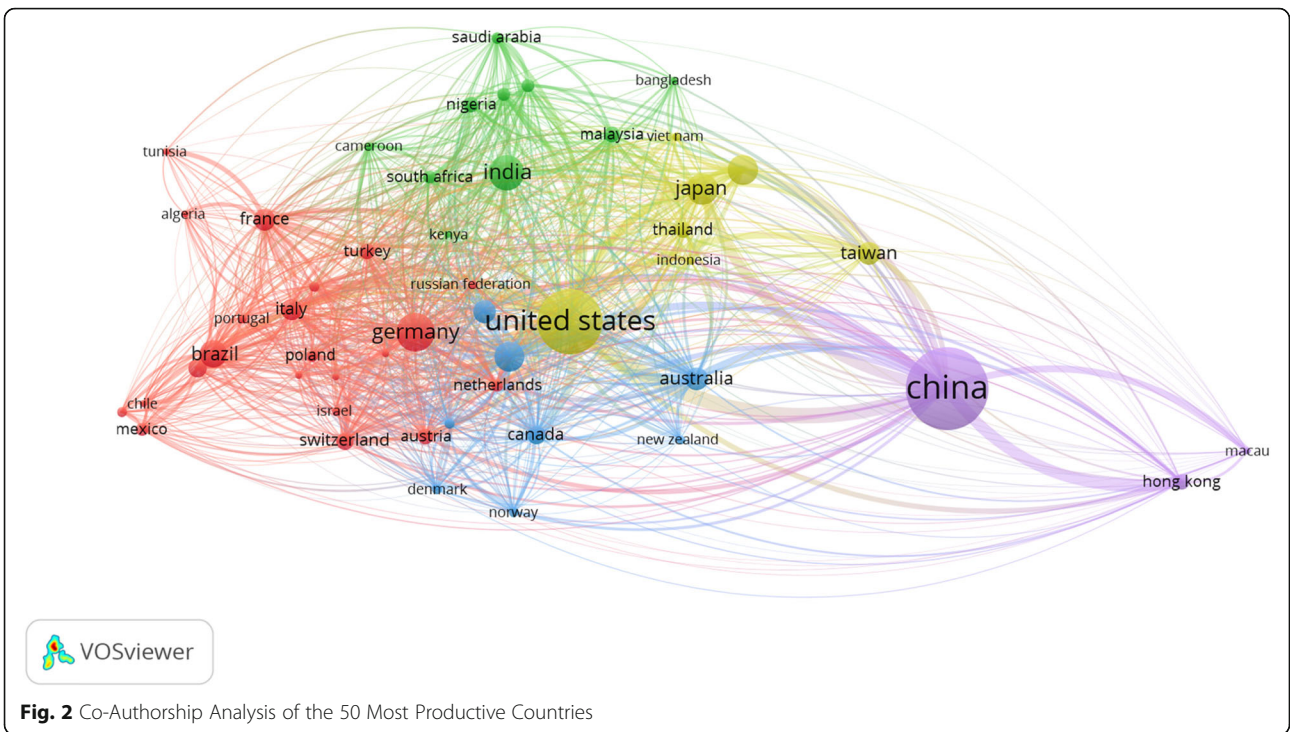 saudi arabia
bangladesh
nigeria
malaysia
viet nam
cameroon
tunisia
south africa
india
japan
algeria
france
thailand
kenya
turkey
taiwan
indonesia
russian federation
italy
portugal
united states
germany
brazil
poland
netherlands
australia
china
chile
israel
mexico
switzerland
austria
canada
new zealand
macau
hong kong
denmark
norway
VOSviewer
Fig. 2 Co-Authorship Analysis of the 50 Most Productive Countries